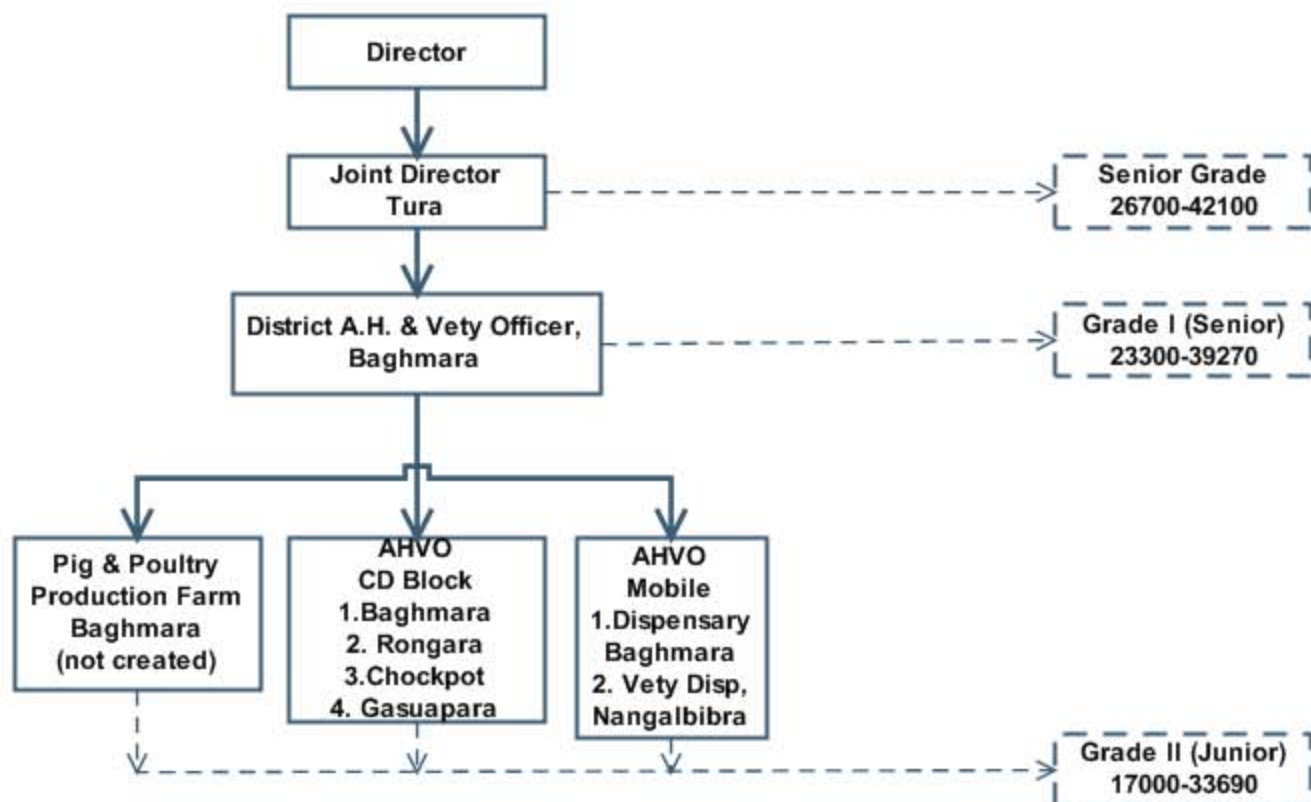 Director
Joint Director
Tura
Senior Grade
26700-42100
District A.H. & Vety Officer,
Baghmara
Grade I (Senior)
23300-39270
Pig & Poultry
Production Farm
Baghmara
(not created)
AHVO
CD Block
1.Baghmara
2. Rongara
3.Chockpot
4. Gasuapara
AHVO
Mobile
1.Dispensary
Baghmara
2. Vety Disp,
Nangalbibra
Grade II (Junior)
17000-33690